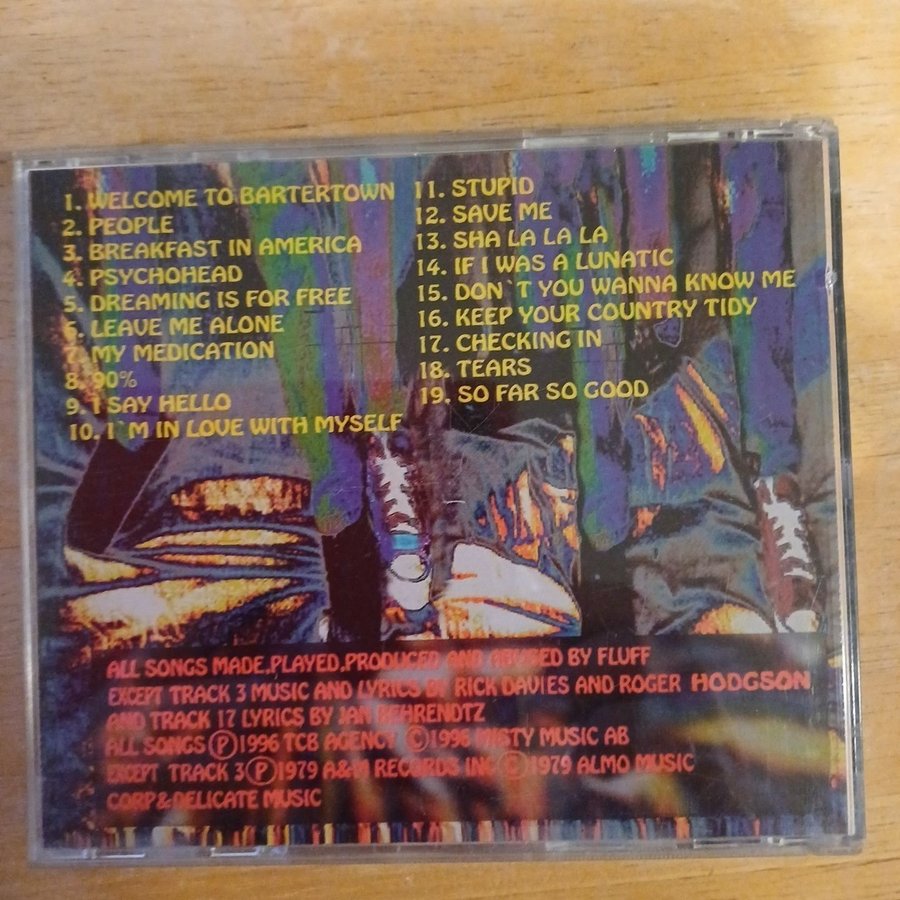 1. WELCOME TO BARTERTOWN
2. PEOPLE
3. BREAKFAST IN AMERICA
4. PSYCHOHEAD
5. DREAMING IS FOR FREE
6. LEAVE ME ALONE
7. MY MEDICATION
8. 90%
9. I SAY HELLO
10. I`M IN LOVE WITH MYSELF
11. STUPID
12. SAVE ME
13. SHA LA LA LA
14. IF I WAS A LUNATIC
15. DON`T YOU WANNA KNOW ME
16. KEEP YOUR COUNTRY TIDY
17. CHECKING IN
18. TEARS
19. SO FAR SO GOOD
ALL SONGS MADE,PLAYED,PRODUCED AND ABUSED BY FLUFF
EXCEPT TRACK 3 MUSIC AND LYRICS BY RICK DAVIES AND ROGER HODGSON
AND TRACK 17 LYRICS BY JAN BEHRENDTZ
ALL SONGS Ⓟ1996 TCB AGENCY ©1996 MISTY MUSIC AB
EXCEPT TRACK 3Ⓟ1979 A&M RECORDS INC ©1979 ALMO MUSIC
CORP&DELICATE MUSIC